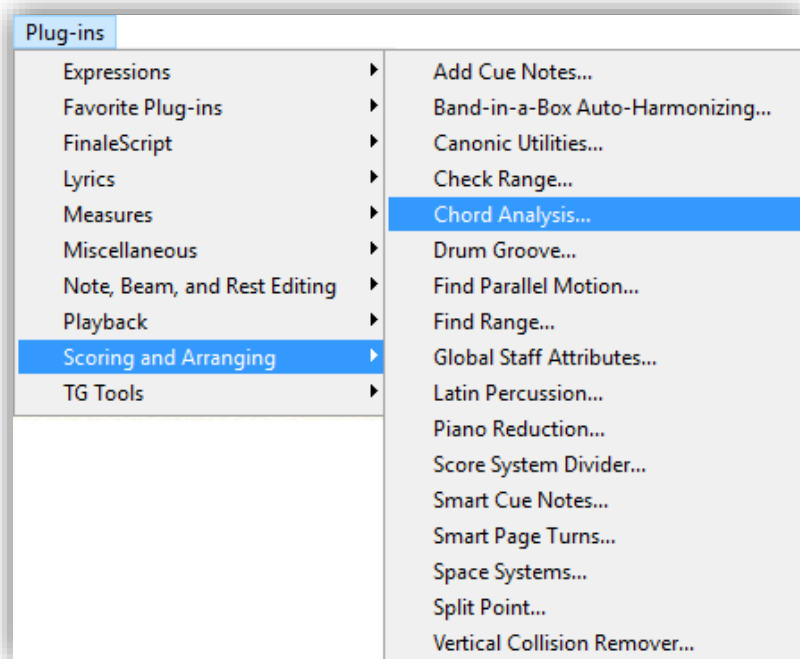 Plug-ins
Expressions
Favorite Plug-ins
FinaleScript
Lyrics
Measures
Miscellaneous
Note, Beam, and Rest Editing
Playback
Scoring and Arranging
TG Tools
Add Cue Notes...
Band-in-a-Box Auto-Harmonizing...
Canonic Utilities...
Check Range...
Chord Analysis...
Drum Groove...
Find Parallel Motion...
Find Range...
Global Staff Attributes...
Latin Percussion...
Piano Reduction...
Score System Divider...
Smart Cue Notes...
Smart Page Turns...
Space Systems...
Split Point...
Vertical Collision Remover...